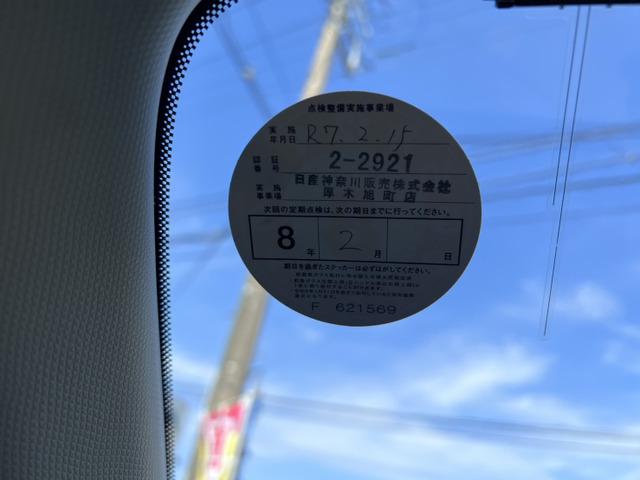 点検整備実施事業場
実施年月日 R7.2.15
認証番号 2-2921
実施事業場 日産神奈川販売株式会社
厚木旭町店
次回の定期点検は、次の期日までに行ってください。
8年 2月 日
期日を過ぎたステッカーは必ずはがしてください。
F 621569